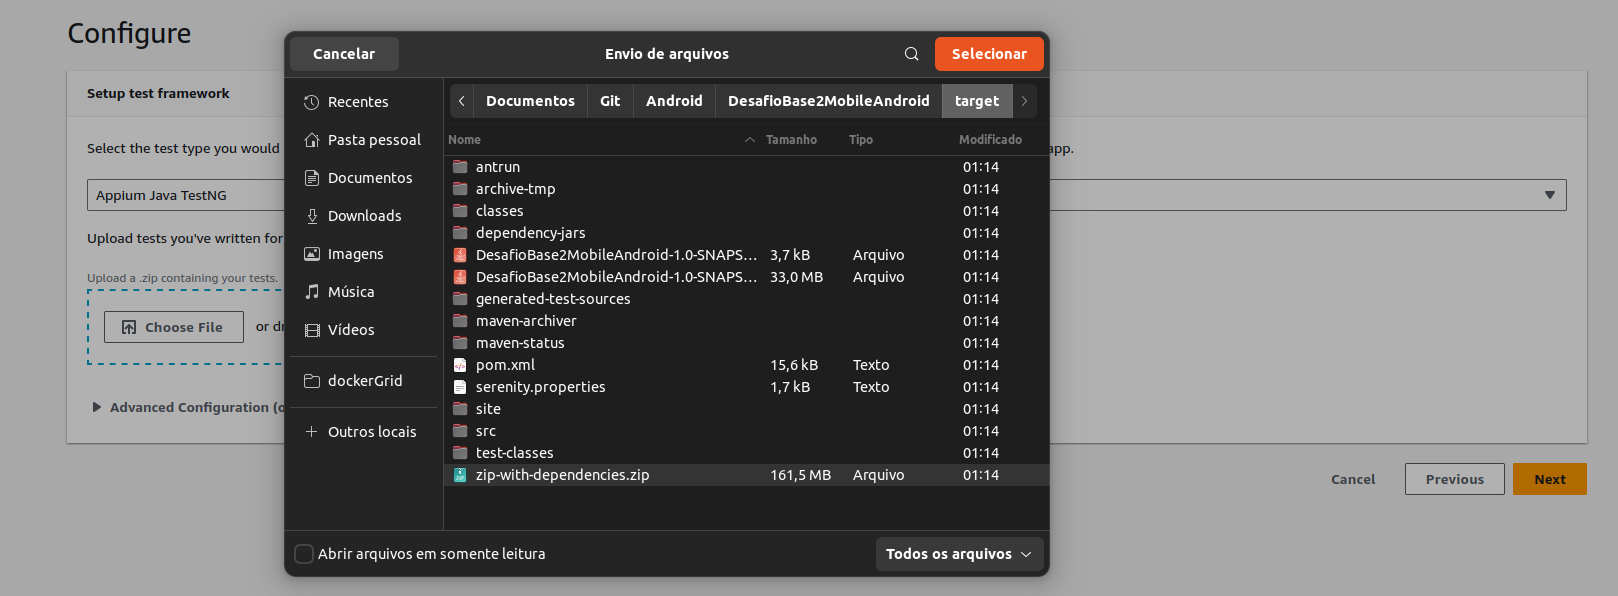 Configure
Setup test framework
Select the test type you would
app.
Appium Java TestNG
Upload tests you've written for
Upload a .zip containing your tests.
Choose File
or
Advanced Configuration
Cancel
Previous
Next
Cancelar
Envio de arquivos
Selecionar
Recentes
Pasta pessoal
Documentos
Downloads
Imagens
Música
Vídeos
dockerGrid
Outros locais
Documentos Git Android DesafioBase2MobileAndroid target
Nome Tamanho Tipo Modificado
antrun 01:14
archive-tmp 01:14
classes 01:14
dependency-jars 01:14
DesafioBase2MobileAndroid-1.0-SNAPS... 3,7 kB Arquivo 01:14
DesafioBase2MobileAndroid-1.0-SNAPS... 33,0 MB Arquivo 01:14
generated-test-sources 01:14
maven-archiver 01:14
maven-status 01:14
pom.xml 15,6 kB Texto 01:14
serenity.properties 1,7 kB Texto 01:14
site 01:14
src 01:14
test-classes 01:14
zip-with-dependencies.zip 161,5 MB Arquivo 01:14
Abrir arquivos em somente leitura
Todos os arquivos